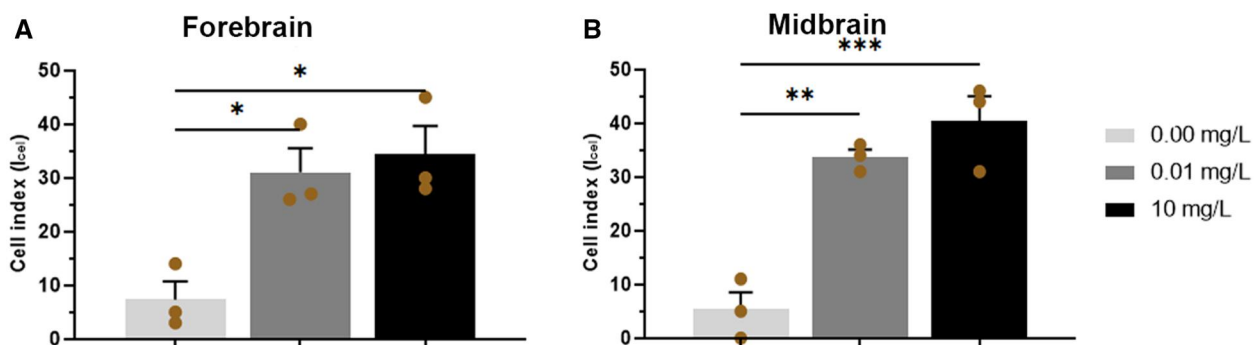 A
Forebrain
Cell index (Icel)
50
40
30
20
10
0
*
*
B
Midbrain
Cell index (Icel)
50
40
30
20
10
0
***
**
0.00 mg/L
0.01 mg/L
10 mg/L